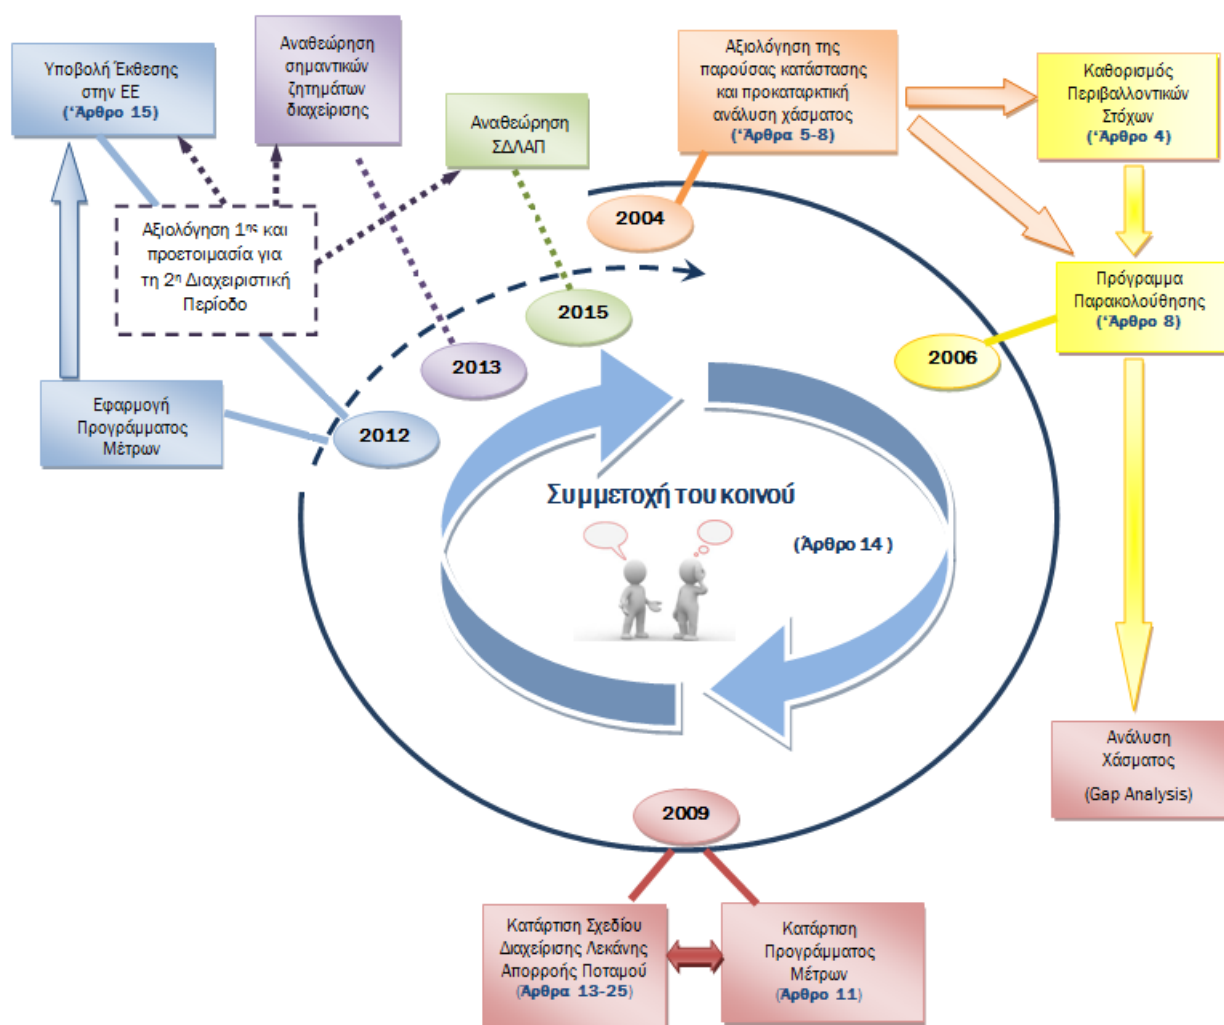 Υποβολή Έκθεσης
στην ΕΕ
(‘Άρθρο 15)
Αναθεώρηση
σημαντικών
ζητημάτων
διαχείρισης
Αναθεώρηση
ΣΔΛΑΠ
Αξιολόγηση της
παρούσας κατάστασης
και προκαταρκτική
ανάλυση χάσματος
(‘Άρθρα 5-8)
Καθορισμός
Περιβαλλοντικών
Στόχων
(‘Άρθρο 4)
Αξιολόγηση 1ης και
προετοιμασία για
τη 2η Διαχειριστική
Περίοδο
2004
2015
2013
2012
2006
Πρόγραμμα
Παρακολούθησης
(‘Άρθρο 8)
Εφαρμογή
Προγράμματος
Μέτρων
Συμμετοχή του κοινού
(Άρθρο 14 )
Ανάλυση
Χάσματος
(Gap Analysis)
2009
Κατάρτιση Σχεδίου
Διαχείρισης Λεκάνης
Απορροής Ποταμού
(Άρθρα 13-25)
Κατάρτιση
Προγράμματος
Μέτρων
(Άρθρο 11)